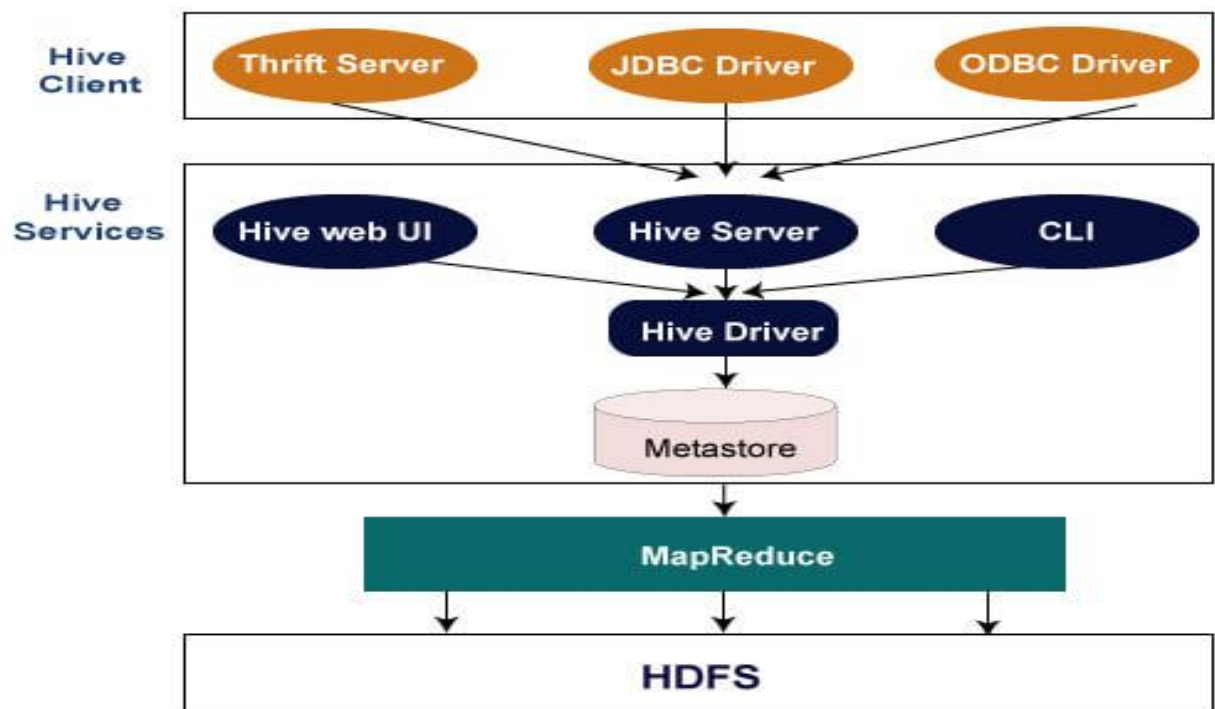 Hive
Client
Thrift Server
JDBC Driver
ODBC Driver
Hive
Services
Hive web UI
Hive Server
CLI
Hive Driver
Metastore
MapReduce
HDFS